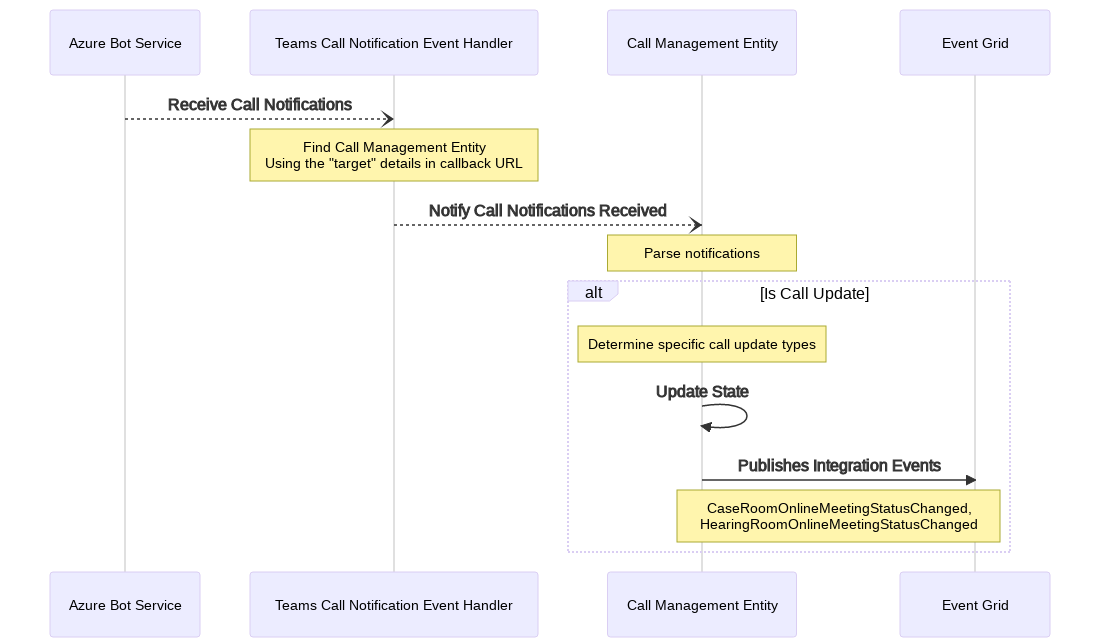 Azure Bot Service
Teams Call Notification Event Handler
Call Management Entity
Event Grid
Receive Call Notifications
Find Call Management Entity
Using the "target" details in callback URL
Notify Call Notifications Received
Parse notifications
alt
[Is Call Update]
Determine specific call update types
Update State
Publishes Integration Events
CaseRoomOnlineMeetingStatusChanged,
HearingRoomOnlineMeetingStatusChanged
Azure Bot Service
Teams Call Notification Event Handler
Call Management Entity
Event Grid